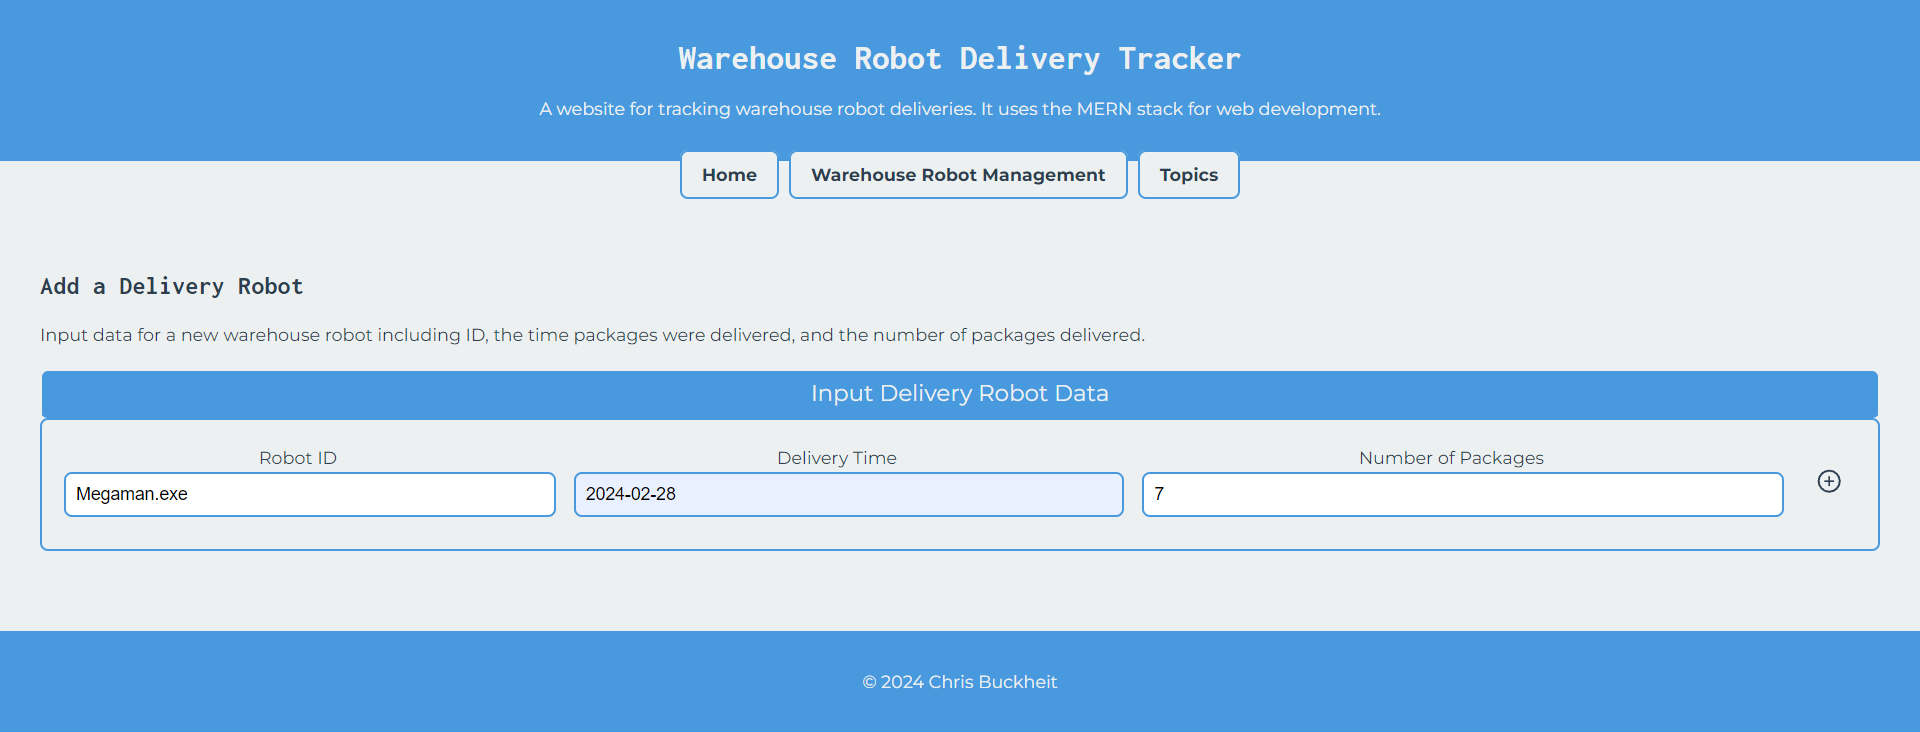 Warehouse Robot Delivery Tracker
A website for tracking warehouse robot deliveries. It uses the MERN stack for web development.
Home Warehouse Robot Management Topics
Add a Delivery Robot
Input data for a new warehouse robot including ID, the time packages were delivered, and the number of packages delivered.
Input Delivery Robot Data
Robot ID Delivery Time Number of Packages
Megaman.exe 2024-02-28 7
© 2024 Chris Buckheit